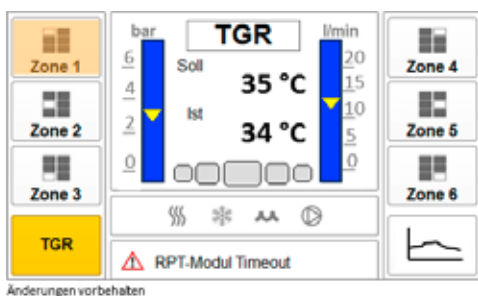 bar
TGR
l/min
Zone 1
6
Soll
35 °C
20
Zone 4
4
15
Ist
10
2
34 °C
5
Zone 2
Zone 5
0
0
Zone 3
Zone 6
TGR
RPT-Modul Timeout
Änderungen vorbehalten